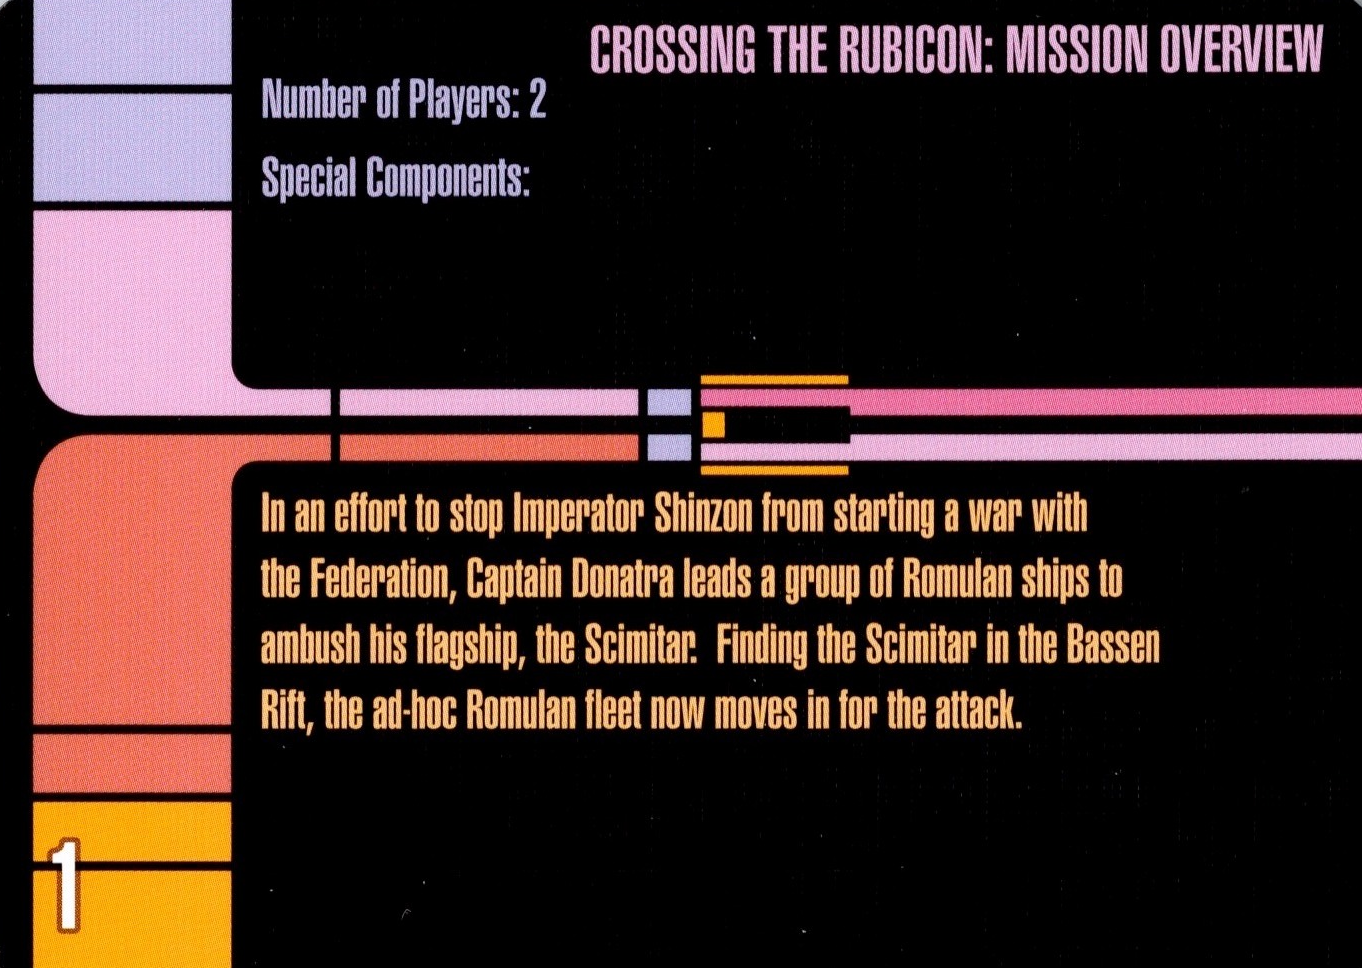 CROSSING THE RUBICON: MISSION OVERVIEW
Number of Players: 2
Special Components:
In an effort to stop Imperator Shinzon from starting a war with
the Federation, Captain Donatra leads a group of Romulan ships to
ambush his flagship, the Scimitar. Finding the Scimitar in the Bassen
Rift, the ad-hoc Romulan fleet now moves in for the attack.
1